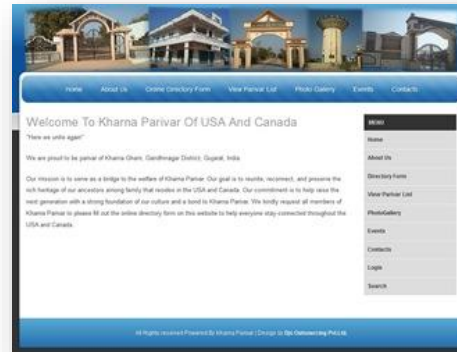 Home About Us Online Directory Form View Parivar List Photo Gallery Events Contacts
Welcome To Kharna Parivar Of USA And Canada
"Here we unite again"
We are proud to be parivar of Kharna Gham, Gandhinagar District, Gujarat, India.
Our mission is to serve as a bridge to the welfare of Kharna Parivar. Our goal is to reunite, reconnect, and preserve the
rich heritage of our ancestors among family that resides in the USA and Canada. Our commitment is to help raise the
next generation with a strong foundation of our culture and a bond to Kharna Parivar. We kindly request all members of
Kharna Parivar to please fill out the online directory form on this website to help everyone stay connected throughout the
USA and Canada.
MENU
Home
About Us
Directory Form
View Parivar List
PhotoGallery
Events
Contacts
Login
Search
All Rights received Powered By Kharna Parivar | Design by Djs Outsourcing Pvt.Ltd.